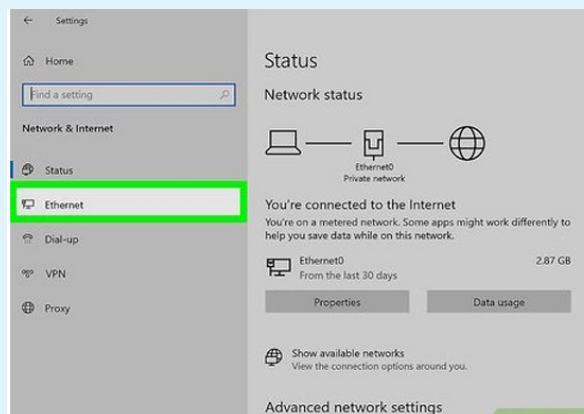 Settings
Home
Find a setting
Network & Internet
Status
Ethernet
Dial-up
VPN
Proxy
Status
Network status
Ethernet0
Private network
You're connected to the Internet
You're on a metered network. Some apps might work differently to
help you save data while on this network.
Ethernet0 2.87 GB
From the last 30 days
Properties Data usage
Show available networks
View the connection options around you.
Advanced network settings